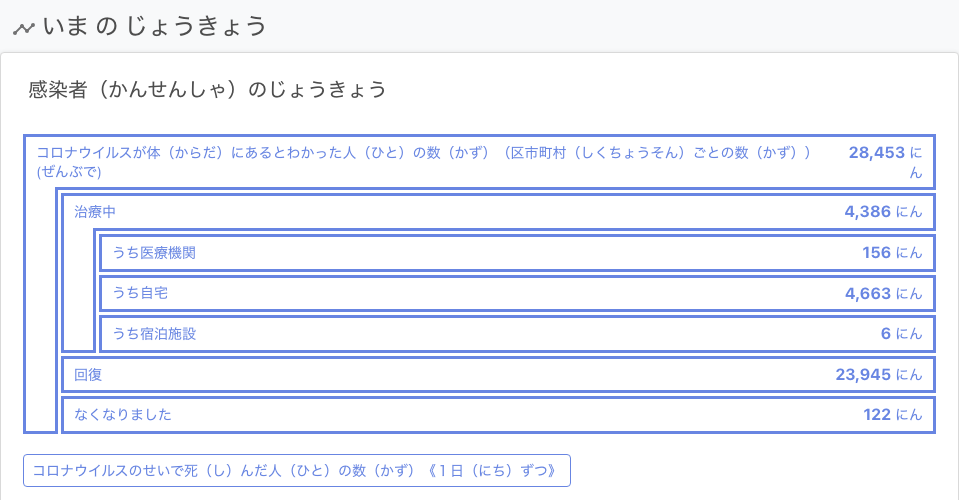 いま の じょうきょう
感染者（かんせんしゃ）のじょうきょう
コロナウイルスが体（からだ）にあるとわかった人（ひと）の数（かず）（区市町村（しくちょうそん）ごとの数（かず）） 28,453 に
(ぜんぶで) ん
治療中 4,386 にん
うち医療機関 156 にん
うち自宅 4,663 にん
うち宿泊施設 6 にん
回復 23,945 にん
なくなりました 122 にん
コロナウイルスのせいで死（し）んだ人（ひと）の数（かず）《１日（にち）ずつ》